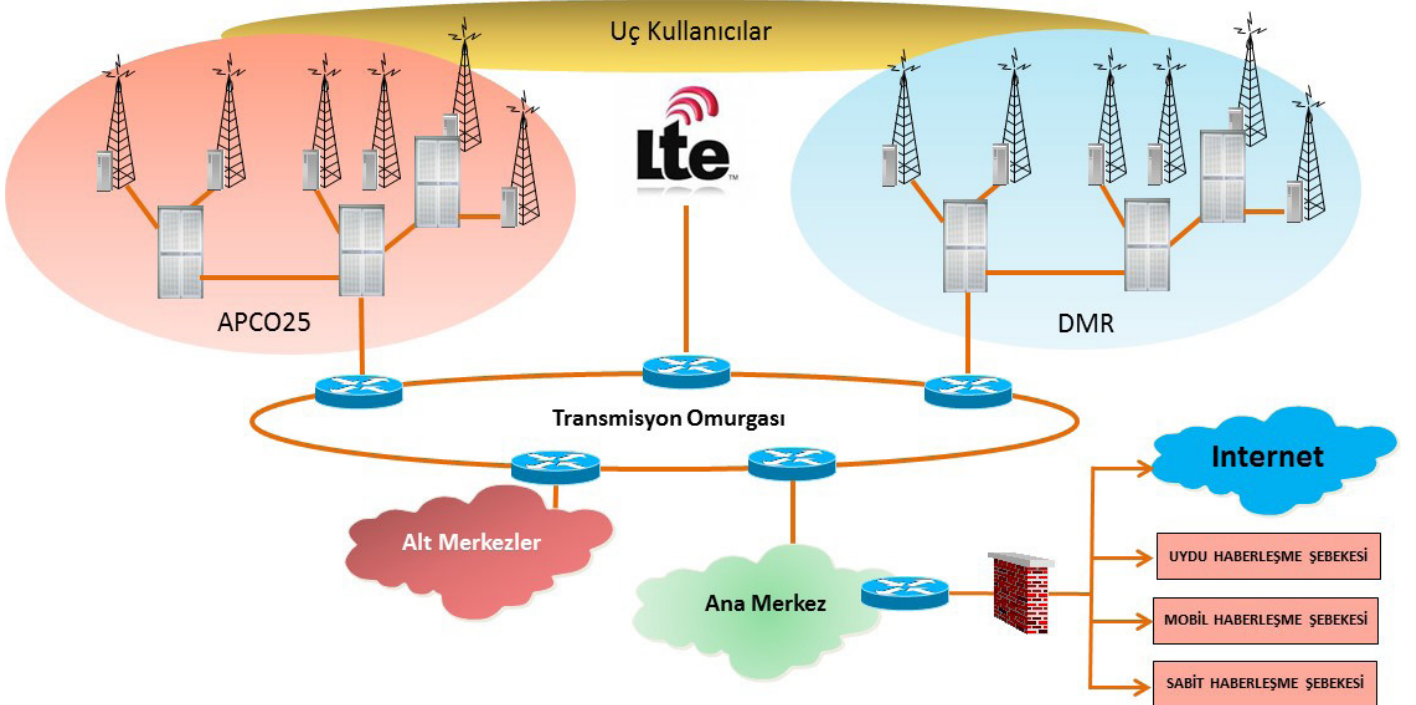 Uç Kullanıcılar
Lte
TM
APCO25
DMR
Transmisyon Omurgası
Internet
Alt Merkezler
UYDU HABERLEŞME ŞEBEKESİ
Ana Merkez
MOBİL HABERLEŞME ŞEBEKESİ
SABİT HABERLEŞME ŞEBEKESİ